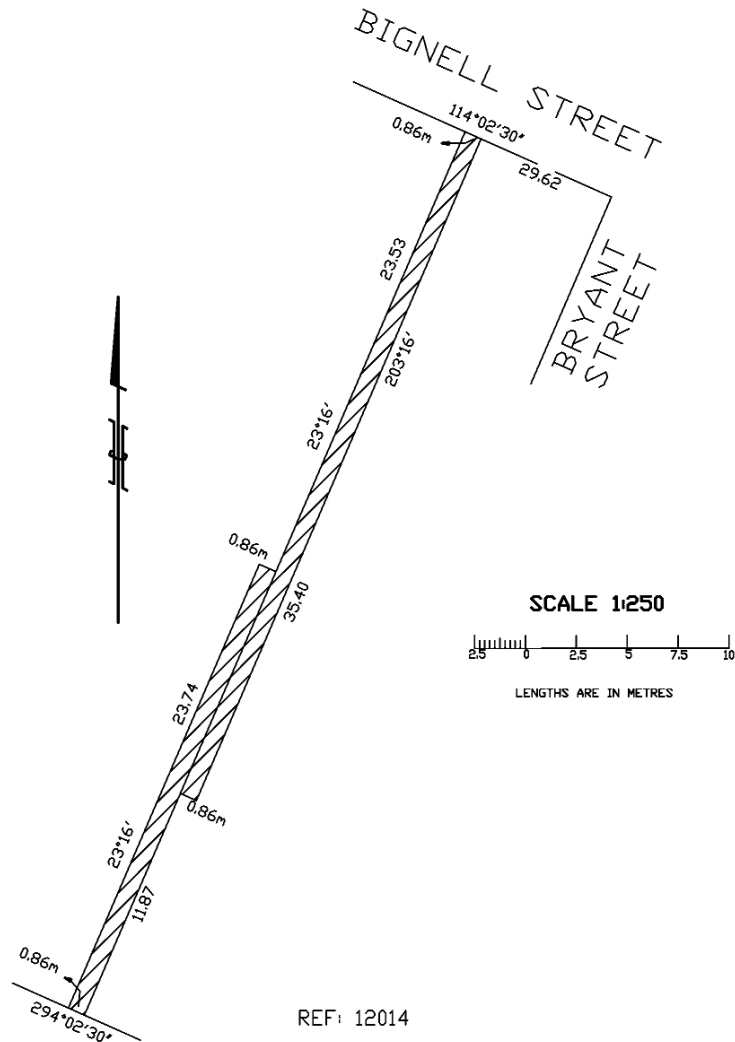 BIGNELL STREET
114°02'30"
0.86m
29.62
23.53
BRYANT
STREET
203°16'
23°16'
0.86m
35.40
SCALE 1:250
2.5 0 2.5 5 7.5 10
LENGTHS ARE IN METRES
23.74
0.86m
23°16'
11.87
0.86m
294°02'30"
REF: 12014